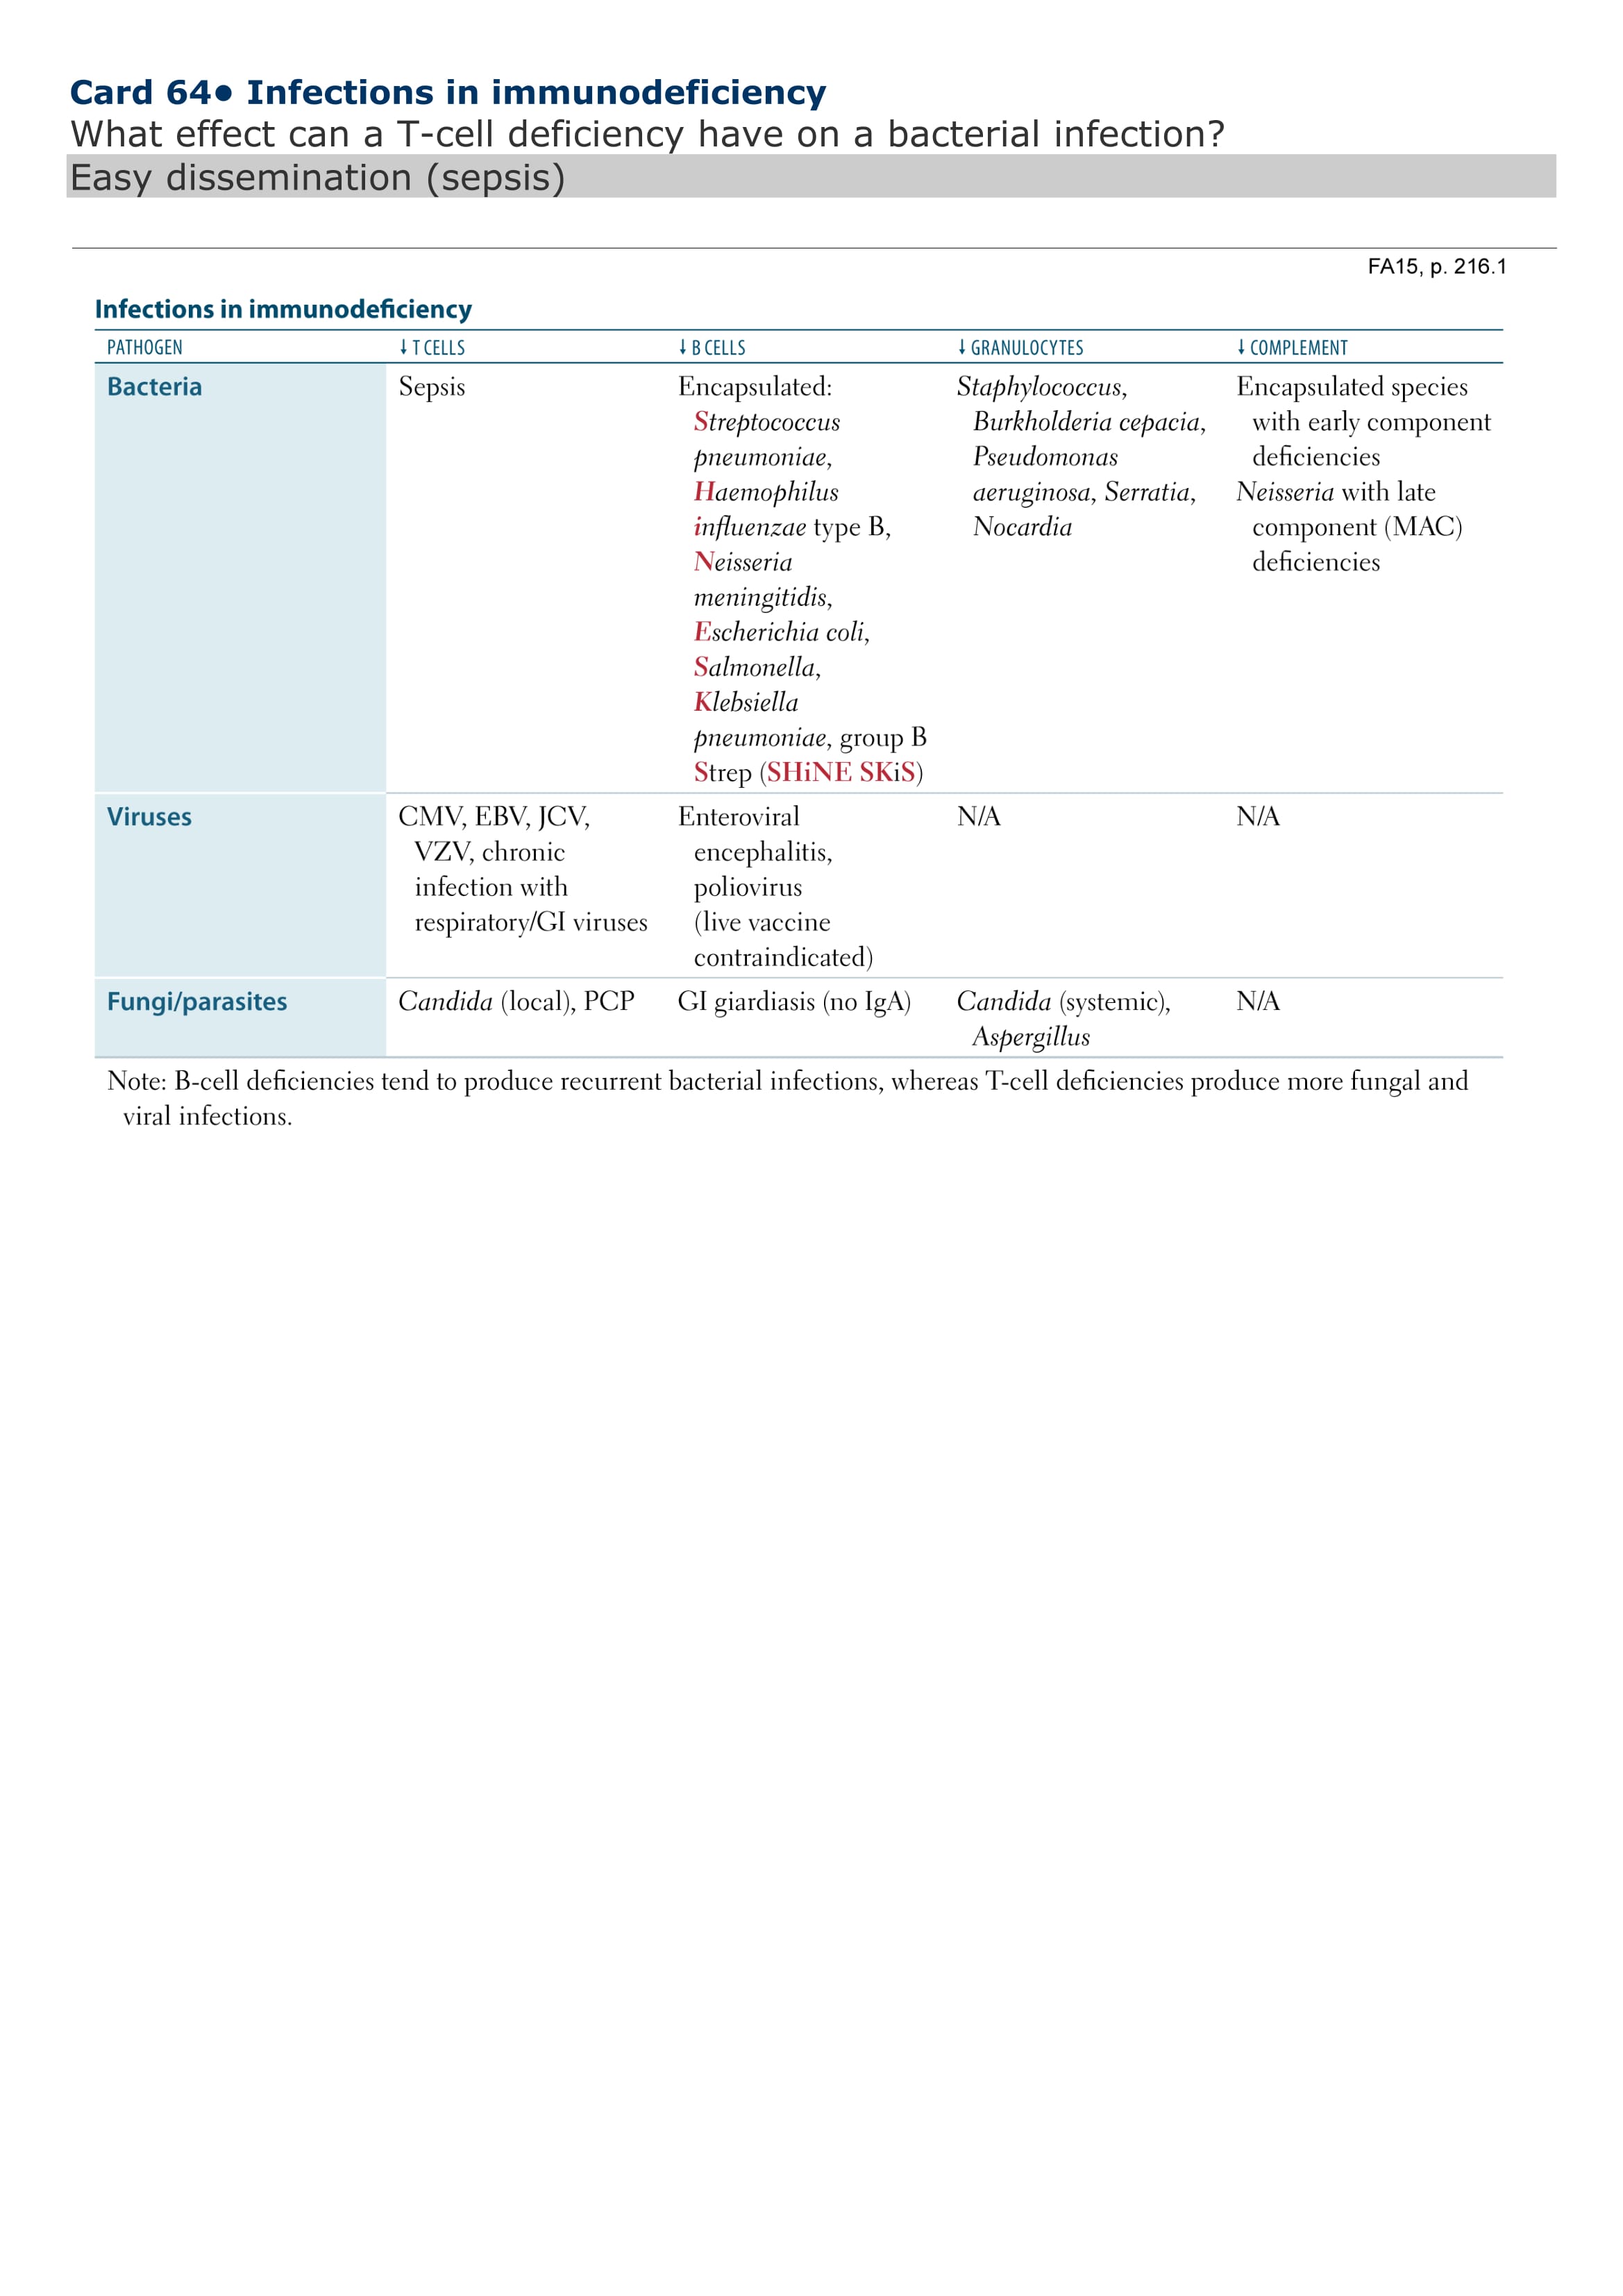 Card 64● Infections in immunodeficiency
What effect can a T-cell deficiency have on a bacterial infection?
Easy dissemination (sepsis)
FA15, p. 216.1
Infections in immunodeficiency
PATHOGEN ↓ T CELLS ↓ B CELLS ↓ GRANULOCYTES ↓ COMPLEMENT
Bacteria
Sepsis
Encapsulated:
Streptococcus
pneumoniae,
Haemophilus
influenzae type B,
Neisseria
meningitidis,
Escherichia coli,
Salmonella,
Klebsiella
pneumoniae, group B
Strep (SHiNE SKiS)
Staphylococcus,
Burkholderia cepacia,
Pseudomonas
aeruginosa, Serratia,
Nocardia
Encapsulated species
with early component
deficiencies
Neisseria with late
component (MAC)
deficiencies
Viruses
CMV, EBV, JCV,
VZV, chronic
infection with
respiratory/GI viruses
Enteroviral
encephalitis,
poliovirus
(live vaccine
contraindicated)
N/A
N/A
Fungi/parasites
Candida (local), PCP
GI giardiasis (no IgA)
Candida (systemic),
Aspergillus
N/A
Note: B-cell deficiencies tend to produce recurrent bacterial infections, whereas T-cell deficiencies produce more fungal and
viral infections.